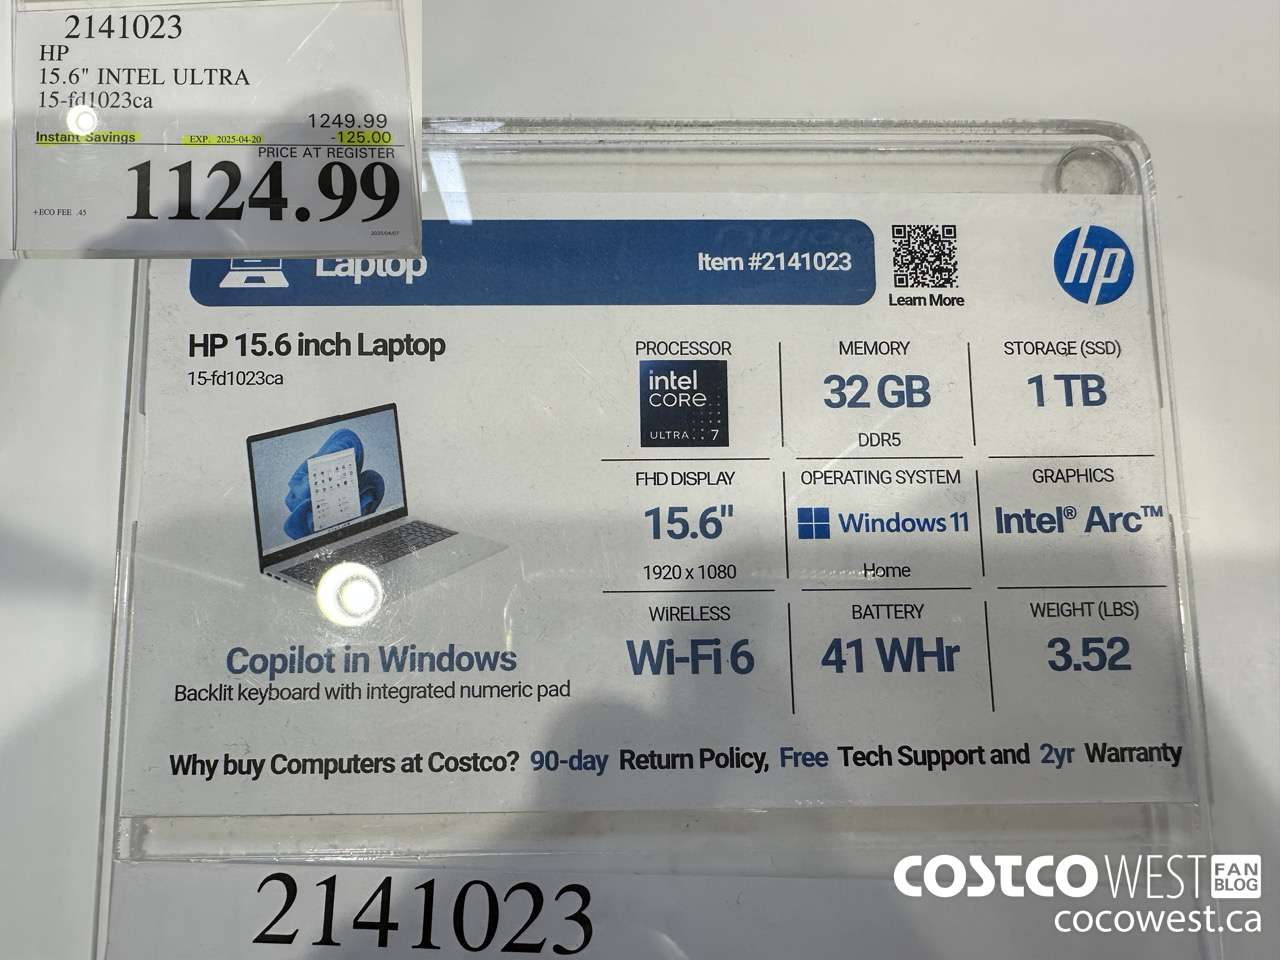 2141023
HP
15.6" INTEL ULTRA
15-fd1023ca
1249.99
Instant Savings EXP. 2025-04-20 -125.00
PRICE AT REGISTER
1124.99
+ECO FEE .45
2025/04/07
Laptop
Item #2141023
Learn More
hp
HP 15.6 inch Laptop
15-fd1023ca
PROCESSOR
intel
CORE
ULTRA 7
MEMORY
32 GB
DDR5
STORAGE (SSD)
1 TB
FHD DISPLAY
15.6"
1920 x 1080
OPERATING SYSTEM
Windows 11
Home
GRAPHICS
Intel® Arc™
WiRELESS
Wi-Fi 6
BATTERY
41 WHr
WEIGHT (LBS)
3.52
Copilot in Windows
Backlit keyboard with integrated numeric pad
Why buy Computers at Costco? 90-day Return Policy, Free Tech Support and 2yr Warranty
2141023
COSTCO WEST FAN BLOG
cocowest.ca